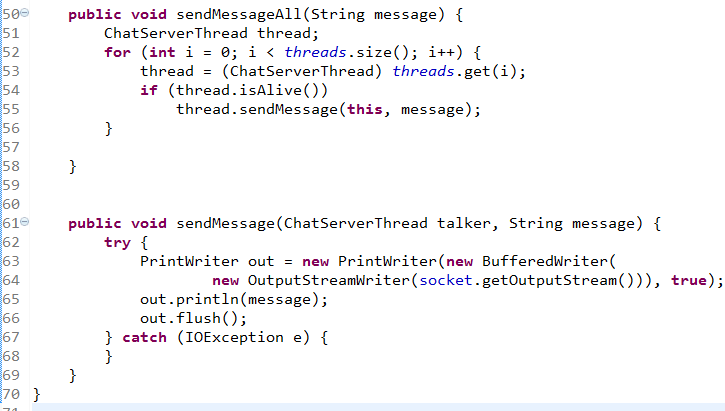 50 public void sendMessageAll(String message) {
51 ChatServerThread thread;
52 for (int i = 0; i < threads.size(); i++) {
53 thread = (ChatServerThread) threads.get(i);
54 if (thread.isAlive())
55 thread.sendMessage(this, message);
56 }
57
58 }
59
60
61 public void sendMessage(ChatServerThread talker, String message) {
62 try {
63 PrintWriter out = new PrintWriter(new BufferedWriter(
64 new OutputStreamWriter(socket.getOutputStream())), true);
65 out.println(message);
66 out.flush();
67 } catch (IOException e) {
68 }
69 }
70 }
71